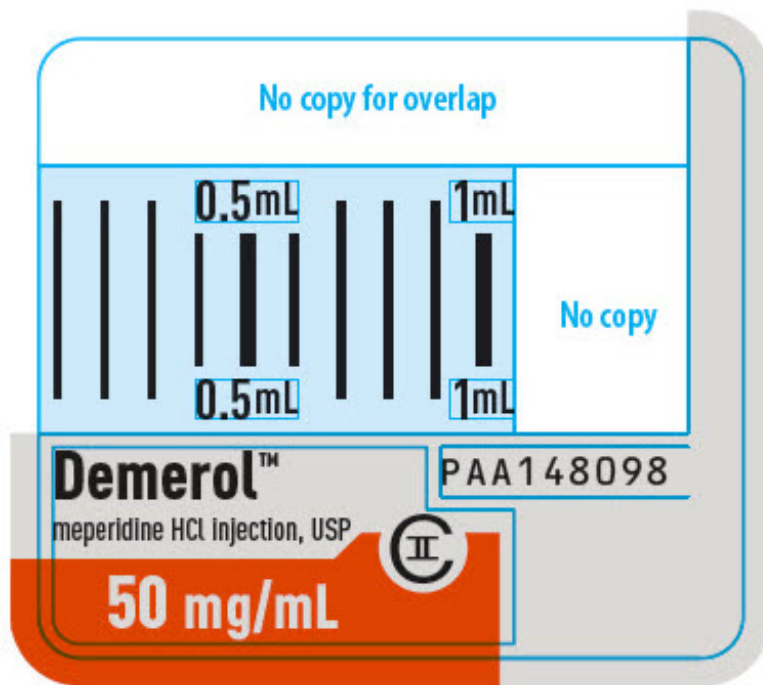 No copy for overlap
0.5mL 1mL
No copy
0.5mL 1mL
Demerol™
PAA148098
meperidine HCl injection, USP
CII
50 mg/mL